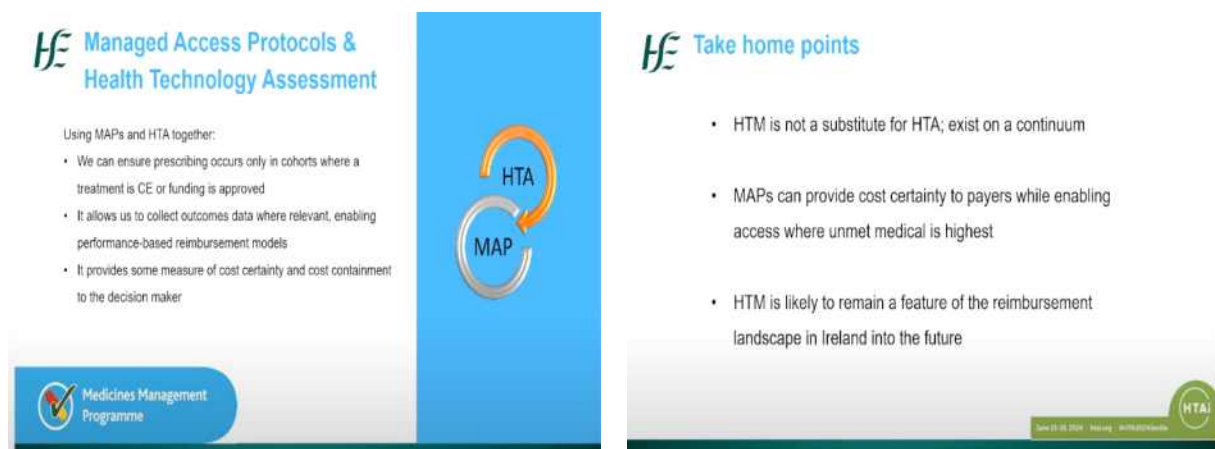 HSE Managed Access Protocols &
Health Technology Assessment
Using MAPs and HTA together:
• We can ensure prescribing occurs only in cohorts where a
treatment is CE or funding is approved
• It allows us to collect outcomes data where relevant, enabling
performance-based reimbursement models
• It provides some measure of cost certainty and cost containment
to the decision maker
HTA
MAP
Medicines Management
Programme
HSE Take home points
• HTM is not a substitute for HTA; exist on a continuum
• MAPs can provide cost certainty to payers while enabling
access where unmet medical is highest
• HTM is likely to remain a feature of the reimbursement
landscape in Ireland into the future
HTAi